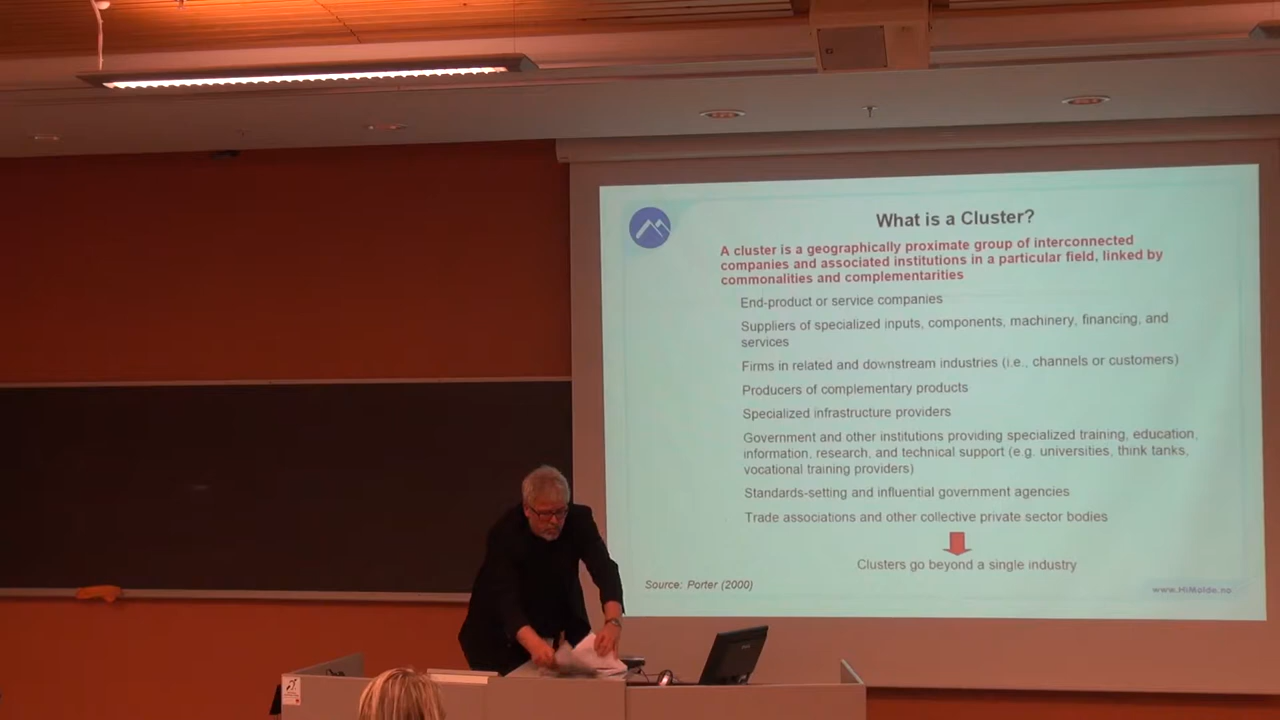 What is a Cluster?
A cluster is a geographically proximate group of interconnected
companies and associated institutions in a particular field, linked by
commonalities and complementarities
End-product or service companies
Suppliers of specialized inputs, components, machinery, financing, and
services
Firms in related and downstream industries (i.e., channels or customers)
Producers of complementary products
Specialized infrastructure providers
Government and other institutions providing specialized training, education,
information, research, and technical support (e.g. universities, think tanks,
vocational training providers)
Standards-setting and influential government agencies
Trade associations and other collective private sector bodies
Clusters go beyond a single industry
Source: Porter (2000)
www.HiMolde.no